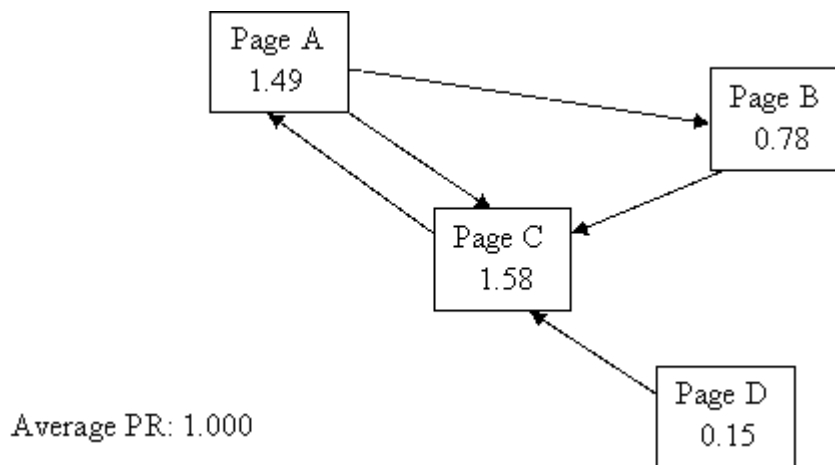 Page A
1.49
Page B
0.78
Page C
1.58
Page D
0.15
Average PR: 1.000